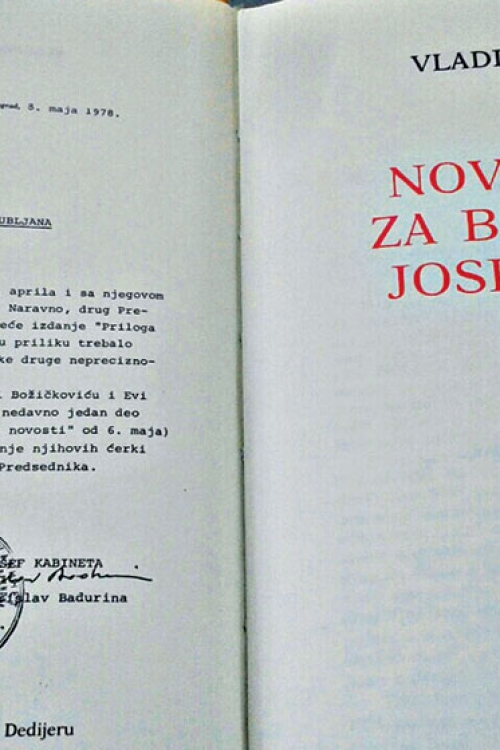 8. maja 1978.
UBLJANA
aprila i sa njegovom
Naravno, drug Pre-
eće izdanje "Priloga
u priliku trebalo
ke druge neprecizno-
i Božičkoviću i Evi
nedavno jedan deo
novosti" od 6. maja)
nje njihovih ćerki
Predsednika.
ŠEF KABINETA
islav Badurina
Dedijeru
VLADI
NOV
ZA B
JOSI